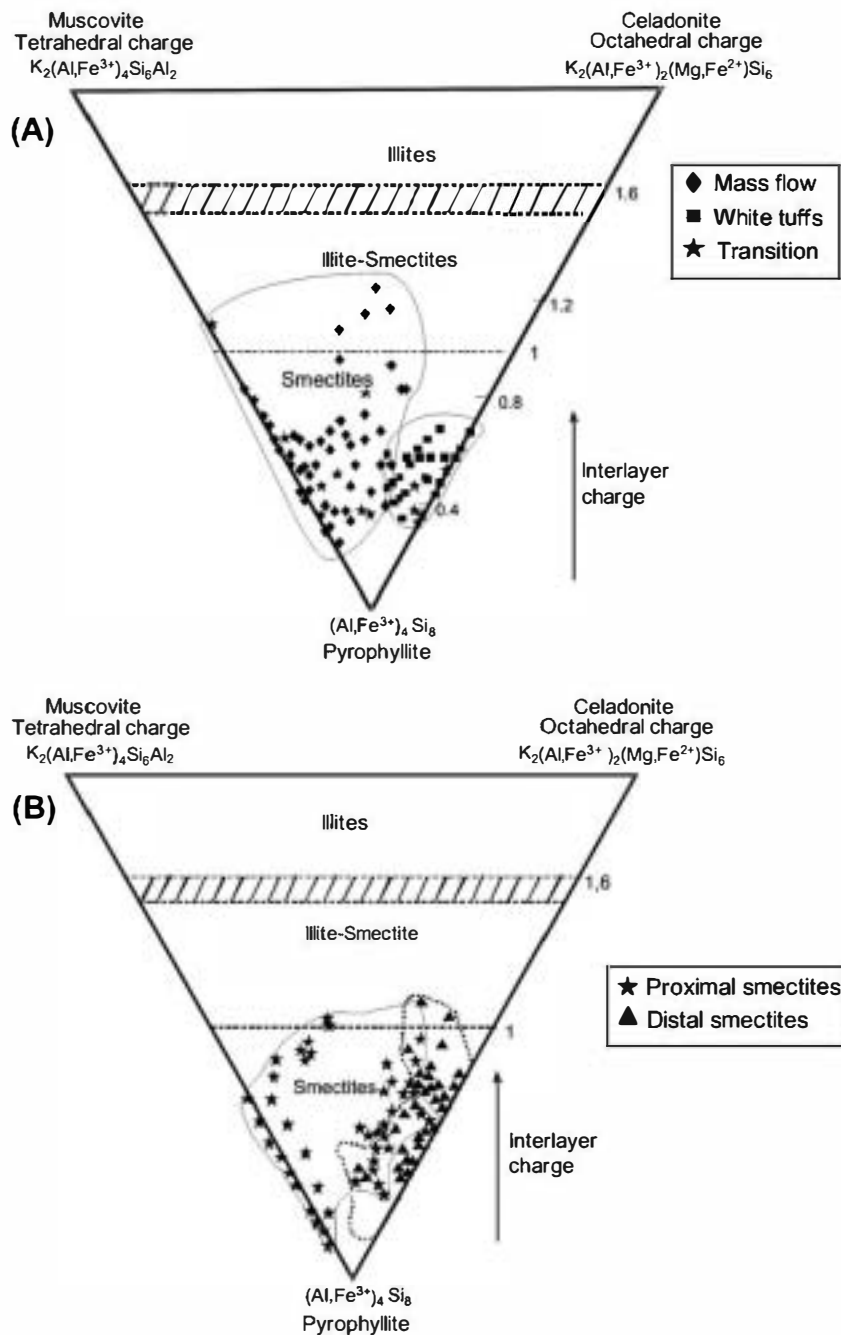 Muscovite
Tetrahedral charge
K₂(Al,Fe³⁺)₄Si₆Al₂
Celadonite
Octahedral charge
K₂(Al,Fe³⁺)₂(Mg,Fe²⁺)Si₆
(A)
Illites
1,6
Mass flow
White tuffs
Transition
Illite-Smectites
1.2
1
Smectites
0.8
Interlayer
charge
0.4
(Al,Fe³⁺)₄ Si₈
Pyrophyllite
Muscovite
Tetrahedral charge
K₂(Al,Fe³⁺)₄Si₆Al₂
Celadonite
Octahedral charge
K₂(Al,Fe³⁺)₂(Mg,Fe²⁺)Si₆
(B)
Illites
1,6
Illite-Smectite
Proximal smectites
Distal smectites
1
Smectites
Interlayer
charge
(Al,Fe³⁺)₄ Si₈
Pyrophyllite